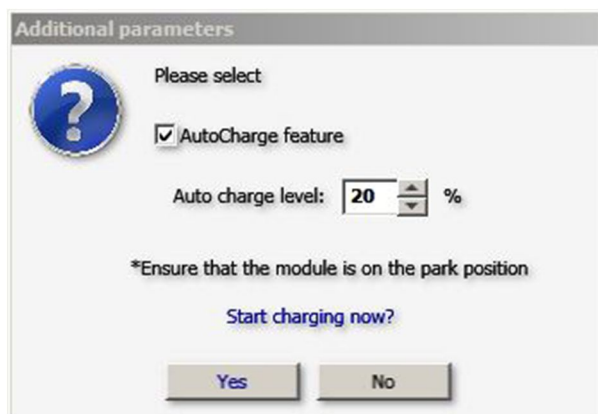 Additional parameters
Please select
AutoCharge feature
Auto charge level: 20 %
*Ensure that the module is on the park position
Start charging now?
Yes No